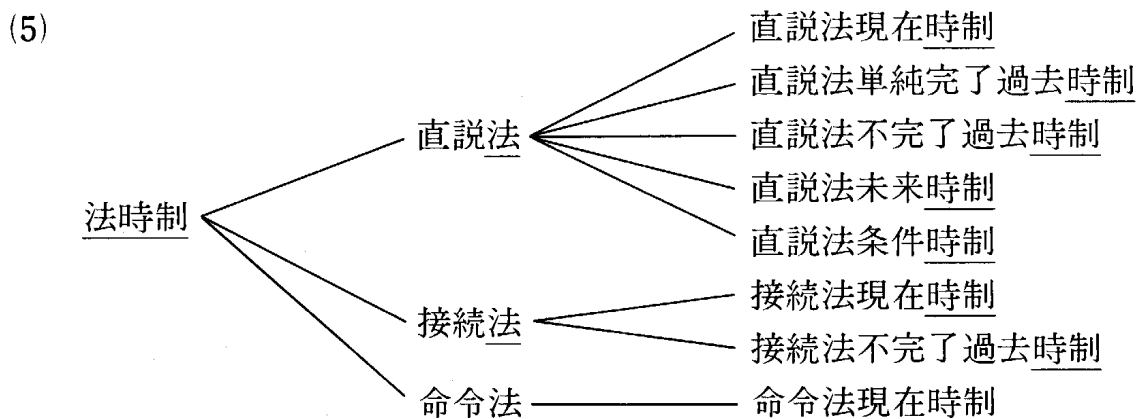 (5)
直説法現在時制
直説法単純完了過去時制
直説法
直説法不完了過去時制
直説法未来時制
法時制
直説法条件時制
接続法現在時制
接続法
接続法不完了過去時制
命令法
命令法現在時制